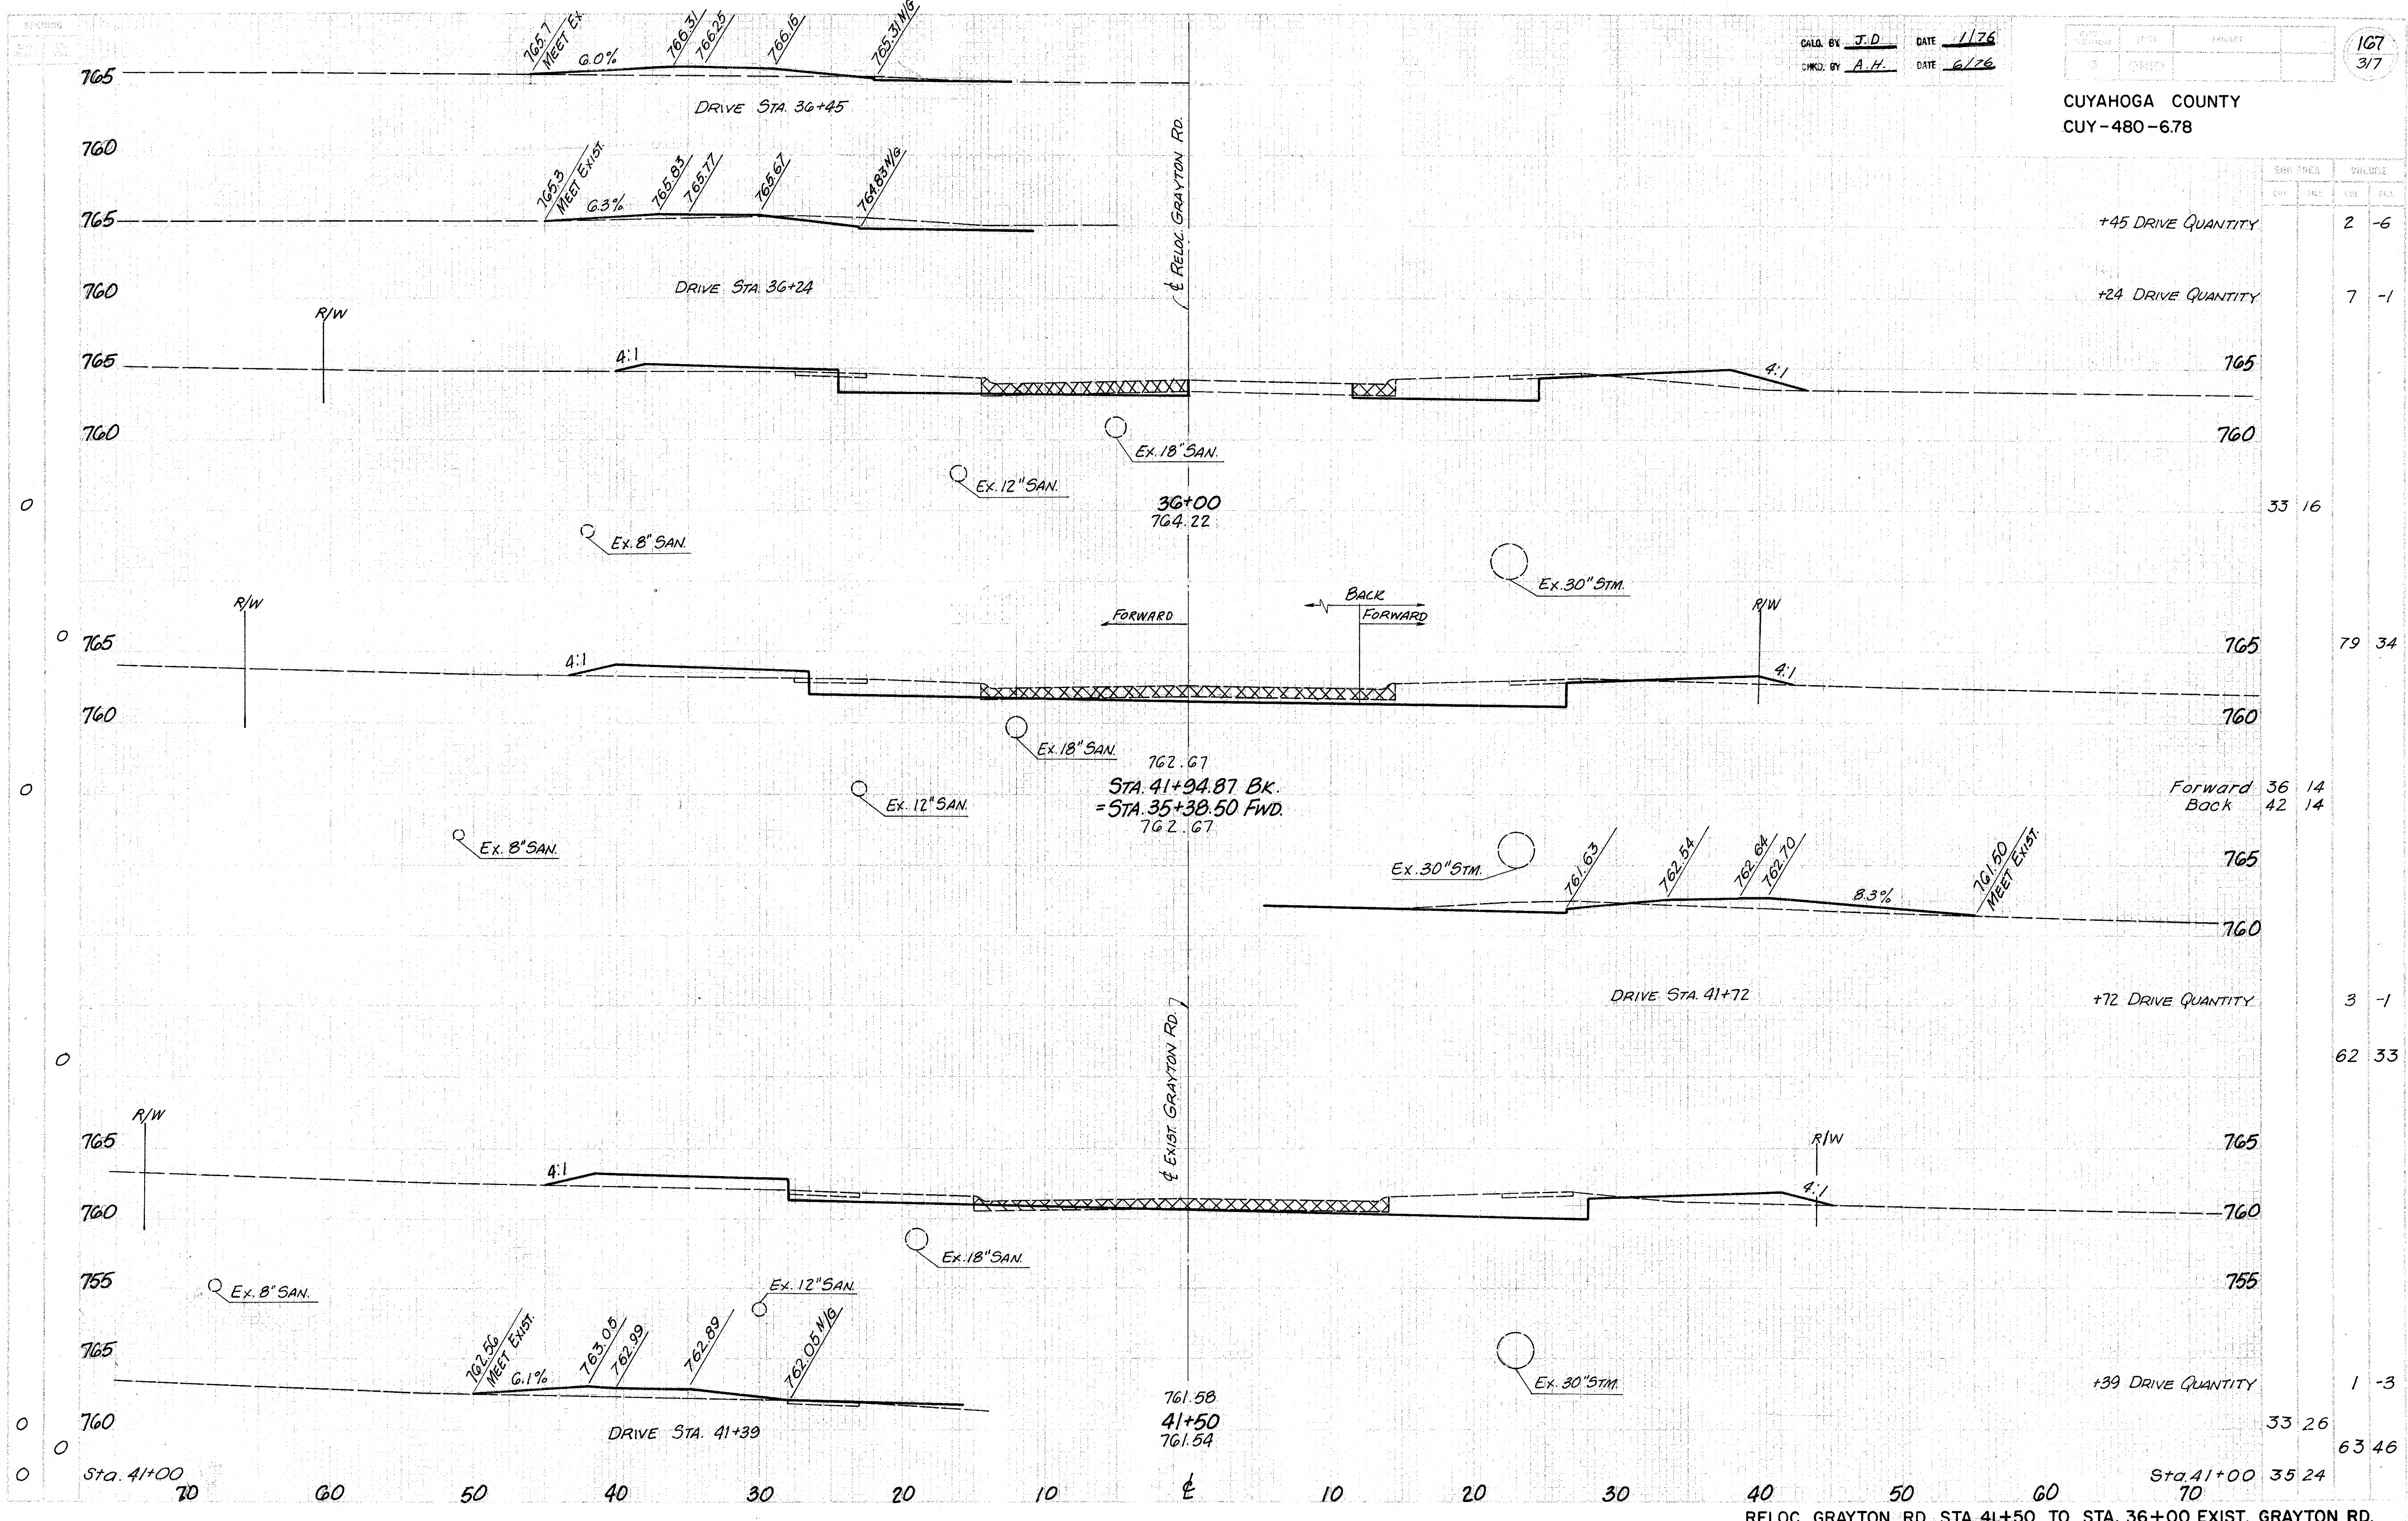 CALC. BY J.D DATE 1/76
CHKD. BY A.H. DATE 6/76
3 OHIO
167
317
CUYAHOGA COUNTY
CUY-480-6.78
END AREA VOLUME
765.7
MEET EX.
6.0%
766.31
766.25
766.16
765.31 N/G
765
DRIVE STA. 36+45
760
℄ RELOC. GRAYTON RD.
765.3
MEET EXIST.
6.3%
765.83
765.77
765.67
764.83 N/G
765
+45 DRIVE QUANTITY 2 -6
760
DRIVE STA. 36+24
+24 DRIVE QUANTITY 7 -1
R/W
765 4:1 4:1 765
760 760
EX. 18" SAN.
EX. 12" SAN.
36+00
764.22
33 16
EX. 8" SAN.
EX. 30" STM.
R/W
FORWARD
BACK
FORWARD
R/W
765 765
79 34
4:1 4:1
760 760
EX. 18" SAN.
762.67
STA. 41+94.87 BK.
=STA. 35+38.50 FWD.
762.67
EX. 12" SAN.
Forward 36 14
Back 42 14
EX. 8" SAN.
EX. 30" STM.
761.63
762.54
762.64
762.70
8.3%
761.50
MEET EXIST.
765
760
DRIVE STA. 41+72
+72 DRIVE QUANTITY 3 -1
℄ EXIST. GRAYTON RD.
62 33
R/W
R/W
765 765
4:1 4:1
760 760
EX. 18" SAN.
755 755
EX. 8" SAN.
EX. 12" SAN.
762.56
MEET EXIST.
6.1%
763.05
762.99
762.89
762.05 N/G
765
EX. 30" STM.
+39 DRIVE QUANTITY 1 -3
760
DRIVE STA. 41+39
761.58
41+50
761.54
33 26
63 46
Sta. 41+00
Sta. 41+00 35 24
70 60 50 40 30 20 10 ℄ 10 20 30 40 50 60 70
RELOC. GRAYTON RD. STA. 41+50 TO STA. 36+00 EXIST. GRAYTON RD.